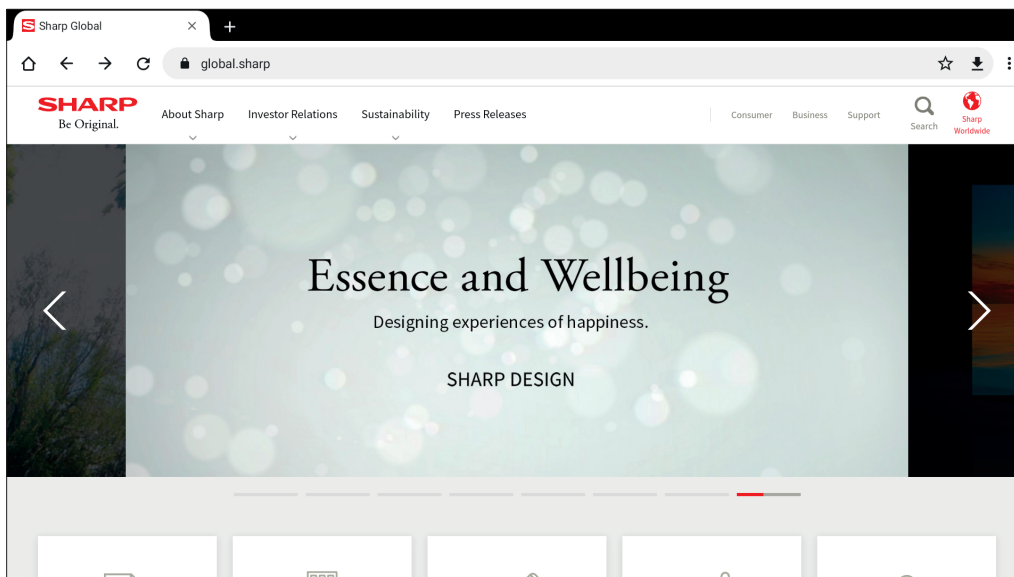 Sharp Global
global.sharp
SHARP
Be Original.
About Sharp Investor Relations Sustainability Press Releases
Consumer Business Support
Search
Sharp
Worldwide
Essence and Wellbeing
Designing experiences of happiness.
SHARP DESIGN